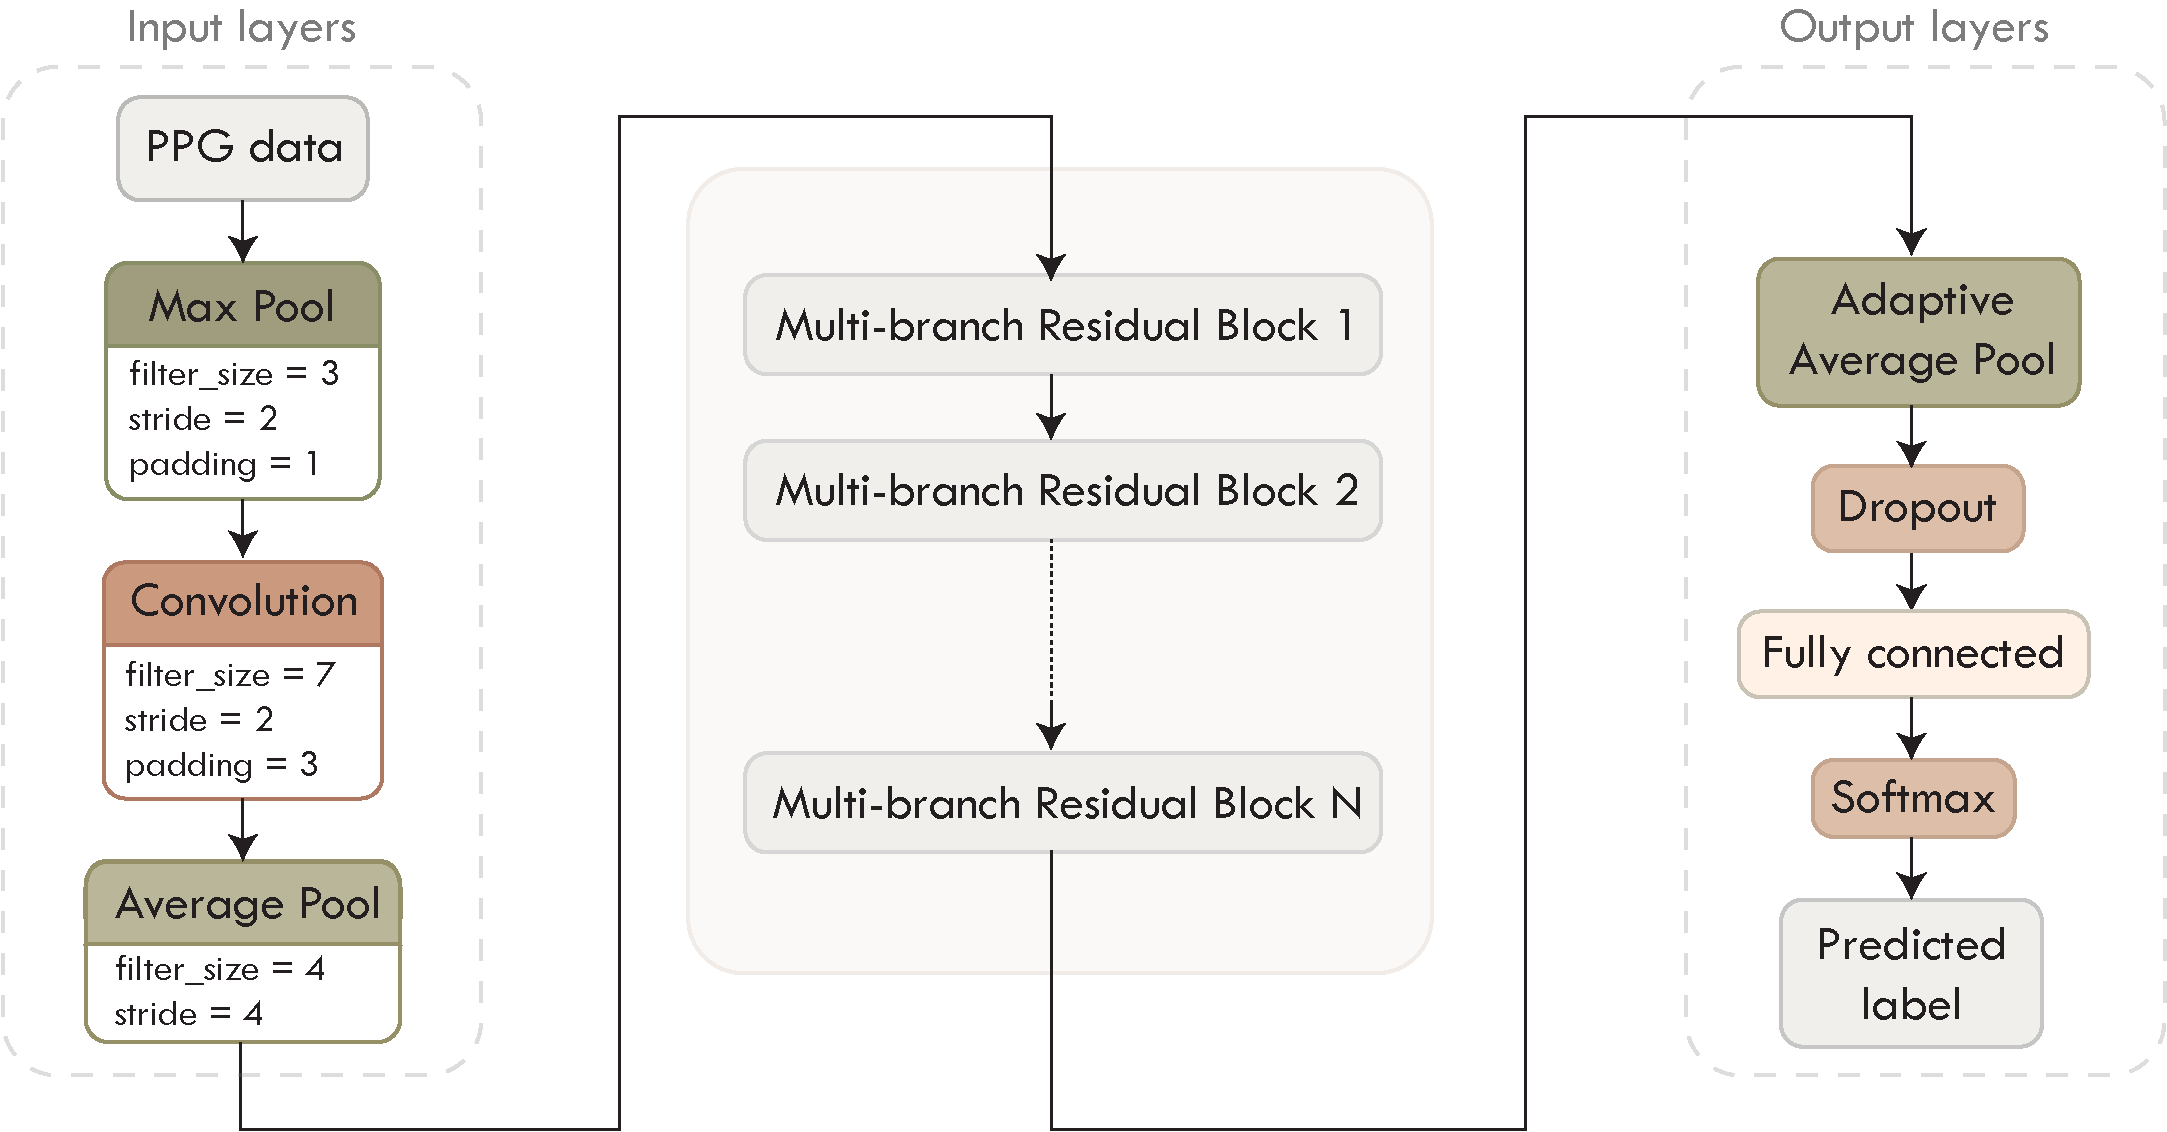 Input layers
PPG data
Max Pool
filter_size = 3
stride = 2
padding = 1
Convolution
filter_size = 7
stride = 2
padding = 3
Average Pool
filter_size = 4
stride = 4
Multi-branch Residual Block 1
Multi-branch Residual Block 2
Multi-branch Residual Block N
Output layers
Adaptive
Average Pool
Dropout
Fully connected
Softmax
Predicted
label